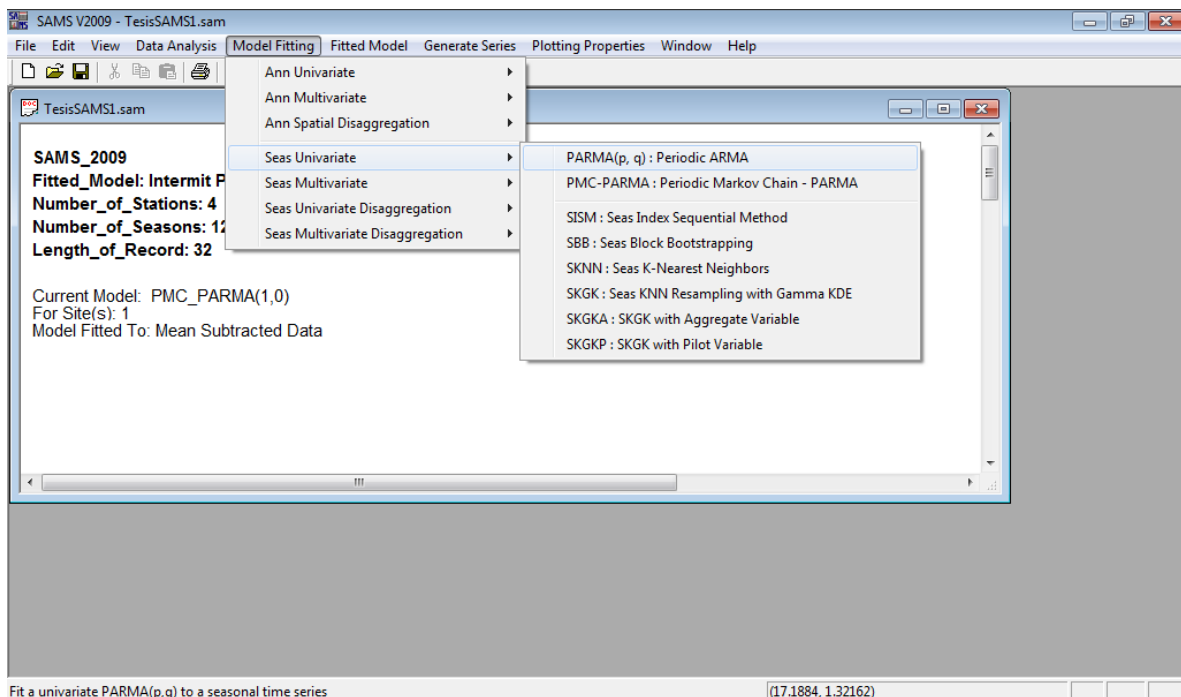 SAMS V2009 - TesisSAMS1.sam
File Edit View Data Analysis Model Fitting Fitted Model Generate Series Plotting Properties Window Help
Ann Univariate
Ann Multivariate
Ann Spatial Disaggregation
Seas Univariate
Seas Multivariate
Seas Univariate Disaggregation
Seas Multivariate Disaggregation
PARMA(p, q) : Periodic ARMA
PMC-PARMA : Periodic Markov Chain - PARMA
SISM : Seas Index Sequential Method
SBB : Seas Block Bootstrapping
SKNN : Seas K-Nearest Neighbors
SKGK : Seas KNN Resampling with Gamma KDE
SKGKA : SKGK with Aggregate Variable
SKGKP : SKGK with Pilot Variable
TesisSAMS1.sam
SAMS_2009
Fitted_Model: Intermit P
Number_of_Stations: 4
Number_of_Seasons: 12
Length_of_Record: 32
Current Model: PMC_PARMA(1,0)
For Site(s): 1
Model Fitted To: Mean Subtracted Data
Fit a univariate PARMA(p,q) to a seasonal time series
(17.1884, 1.32162)